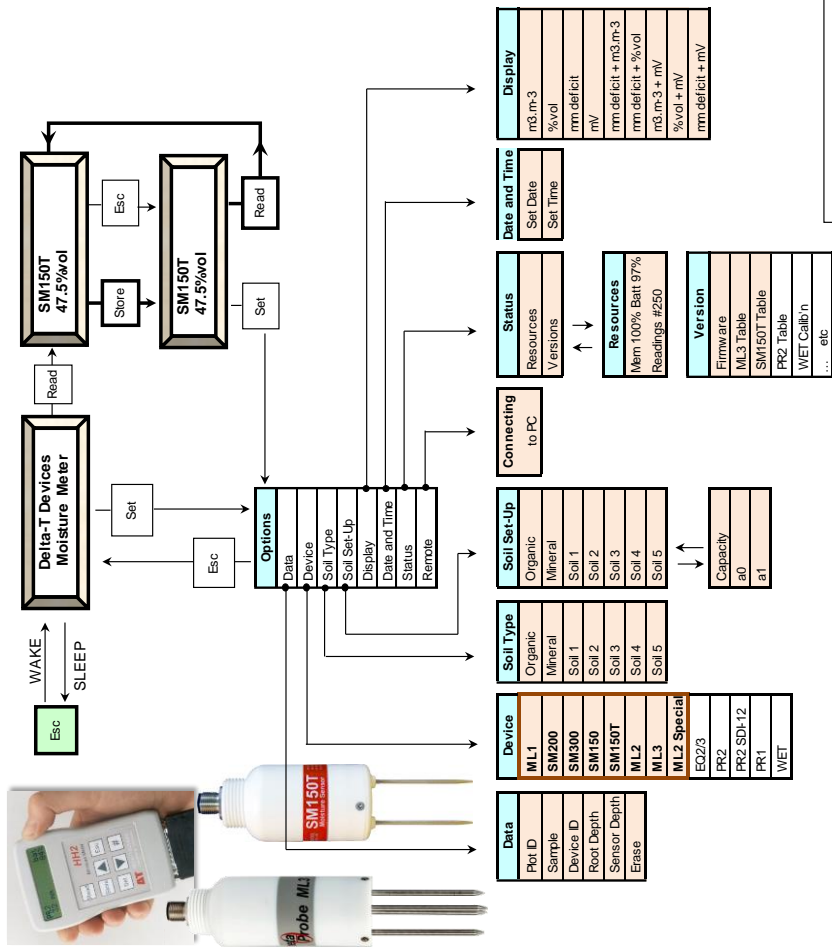 Esc
WAKE
SLEEP
Delta-T Devices
Moisture Meter
Read
SM150T
47.5%vol
Store
Esc
SM150T
47.5%vol
Read
Set
Set
Esc
Options
Data
Device
Soil Type
Soil Set-Up
Display
Date and Time
Status
Remote
HH2
SM150T
Moisture Sensor
Probe ML3
Data
Plot ID
Sample
Device ID
Root Depth
Sensor Depth
Erase
Device
ML1
SM200
SM300
SM150
SM150T
ML2
ML3
ML2 Special
EQ2/3
PR2
PR2 SDI-12
PR1
WET
Soil Type
Organic
Mineral
Soil 1
Soil 2
Soil 3
Soil 4
Soil 5
Soil Set-Up
Organic
Mineral
Soil 1
Soil 2
Soil 3
Soil 4
Soil 5
Capacity
a0
a1
Connecting
to PC
Status
Resources
Versions
Resources
Mem 100% Batt 97%
Readings #250
Version
Firmware
ML3 Table
SM150T Table
PR2 Table
WET Calib'n
... etc
Date and Time
Set Date
Set Time
Display
m3.m-3
%vol
mm deficit
mV
mm deficit + m3.m-3
mm deficit + %vol
m3.m-3 + mV
%vol + mV
mm deficit + mV